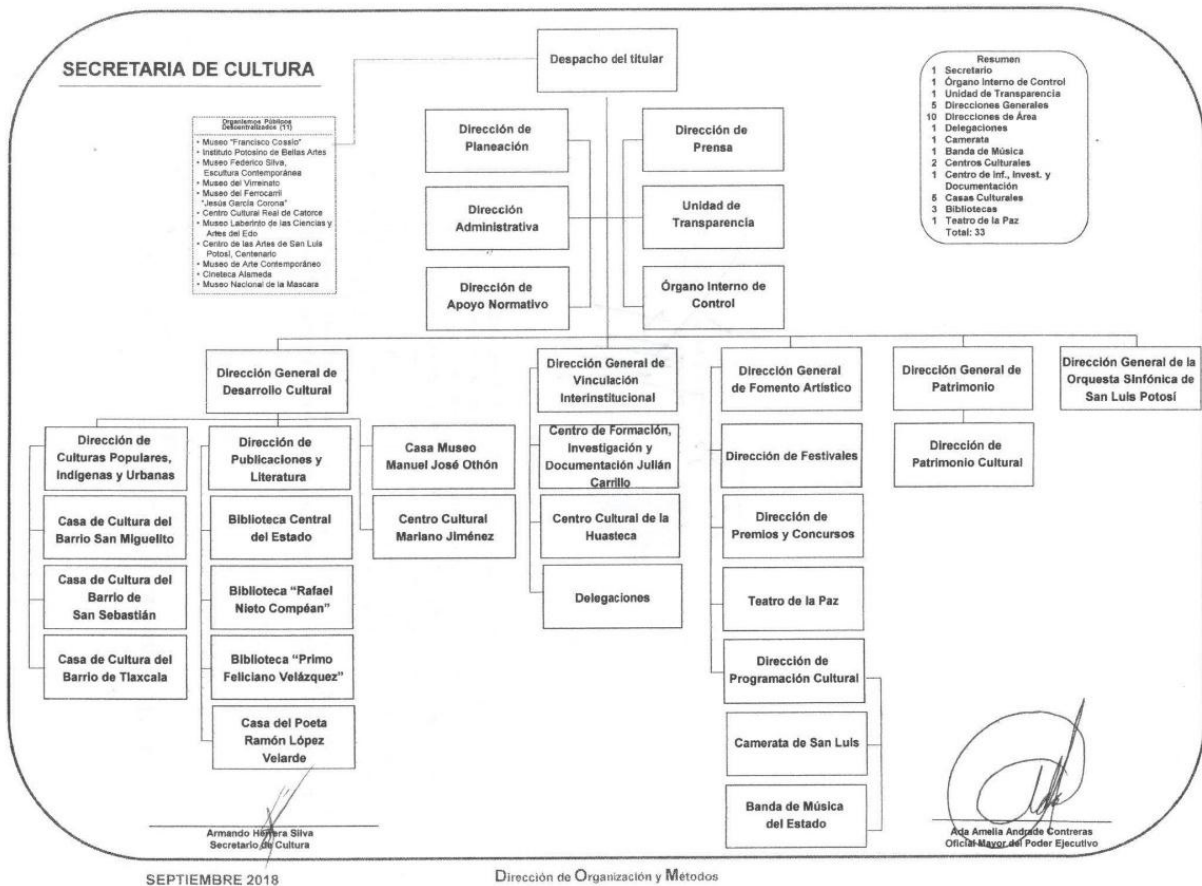 SECRETARIA DE CULTURA
Despacho del titular
Resumen
1 Secretario
1 Órgano Interno de Control
1 Unidad de Transparencia
5 Direcciones Generales
10 Direcciones de Área
1 Delegaciones
1 Camerata
1 Banda de Música
2 Centros Culturales
1 Centro de Inf., Invest. y
Documentación
5 Casas Culturales
3 Bibliotecas
1 Teatro de la Paz
Total: 33
Organismos Públicos
Descentralizados (11)
• Museo "Francisco Cossío"
• Instituto Potosino de Bellas Artes
• Museo Federico Silva,
Escultura Contemporánea
• Museo del Virreinato
• Museo del Ferrocarril
"Jesús García Corona"
• Centro Cultural Real de Catorce
• Museo Laberinto de las Ciencias y
Artes del Edo
• Centro de las Artes de San Luis
Potosí, Centenario
• Museo de Arte Contemporáneo
• Cineteca Alameda
• Museo Nacional de la Mascara
Dirección de
Planeación
Dirección de
Prensa
Dirección
Administrativa
Unidad de
Transparencia
Dirección de
Apoyo Normativo
Órgano Interno de
Control
Dirección General de
Desarrollo Cultural
Dirección General de
Vinculación
Interinstitucional
Dirección General
de Fomento Artístico
Dirección General de
Patrimonio
Dirección General de la
Orquesta SInfónica de
San Luis Potosí
Dirección de
Culturas Populares,
Indígenas y Urbanas
Casa de Cultura del
Barrio San Miguelito
Casa de Cultura del
Barrio de
San Sebastián
Casa de Cultura del
Barrio de Tlaxcala
Dirección de
Publicaciones y
Literatura
Biblioteca Central
del Estado
Biblioteca "Rafael
Nieto Compéan"
Biblioteca "Primo
Feliciano Velázquez"
Casa del Poeta
Ramón López
Velarde
Casa Museo
Manuel José Othón
Centro Cultural
Mariano Jiménez
Centro de Formación,
Investigación y
Documentación Julián
Carrillo
Centro Cultural de la
Huasteca
Delegaciones
Dirección de Festivales
Dirección de
Premios y Concursos
Teatro de la Paz
Dirección de
Programación Cultural
Camerata de San Luis
Banda de Música
del Estado
Dirección de
Patrimonio Cultural
Armando Herrera Silva
Secretario de Cultura
Ada Amelia Andrade Contreras
Oficial Mayor del Poder Ejecutivo
SEPTIEMBRE 2018
Dirección de Organización y Métodos